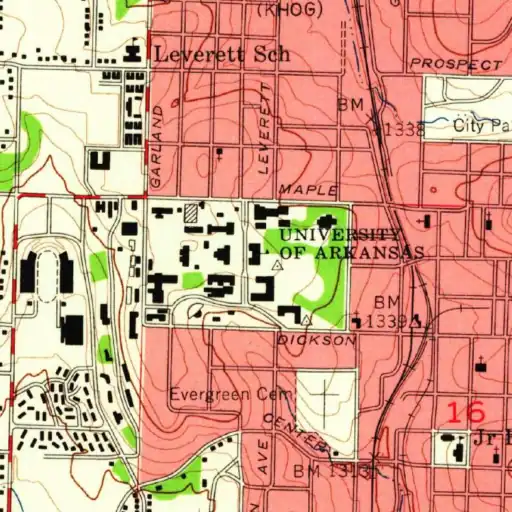 (KHOG)
Leverett Sch
PROSPECT
BM
1338
City Pa
GARLAND
LEVERETT
MAPLE
UNIVERSITY
OF ARKANSAS
BM
1339
DICKSON
Evergreen Cem
CENTER
16
Jr H
AVE
BM 1313